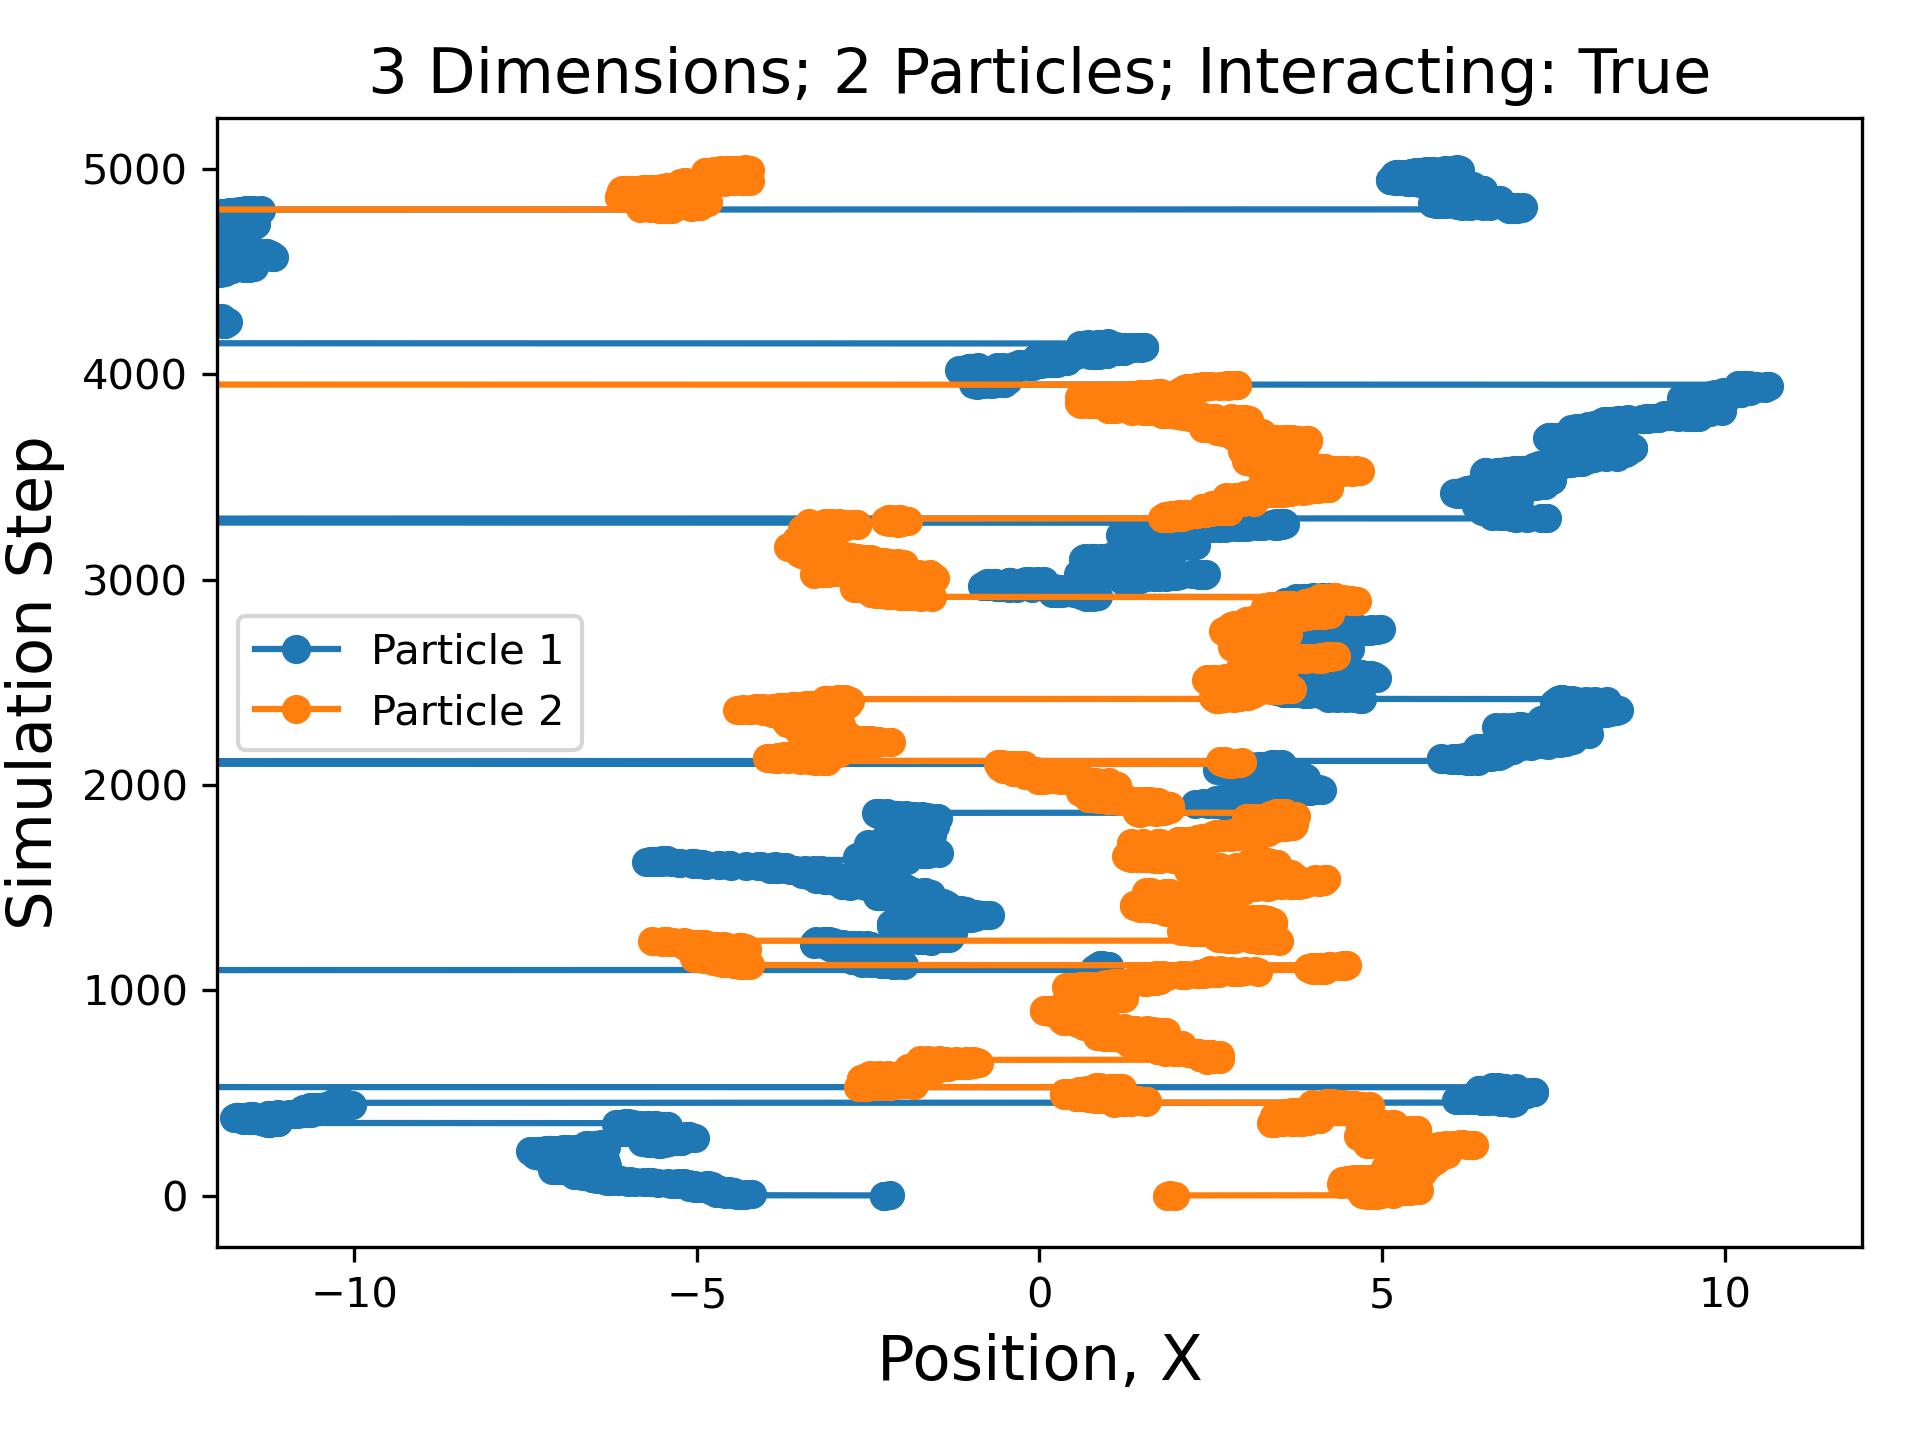 3 Dimensions; 2 Particles; Interacting: True
Simulation Step
5000
4000
3000
2000
1000
0
Particle 1
Particle 2
−10
−5
0
5
10
Position, X